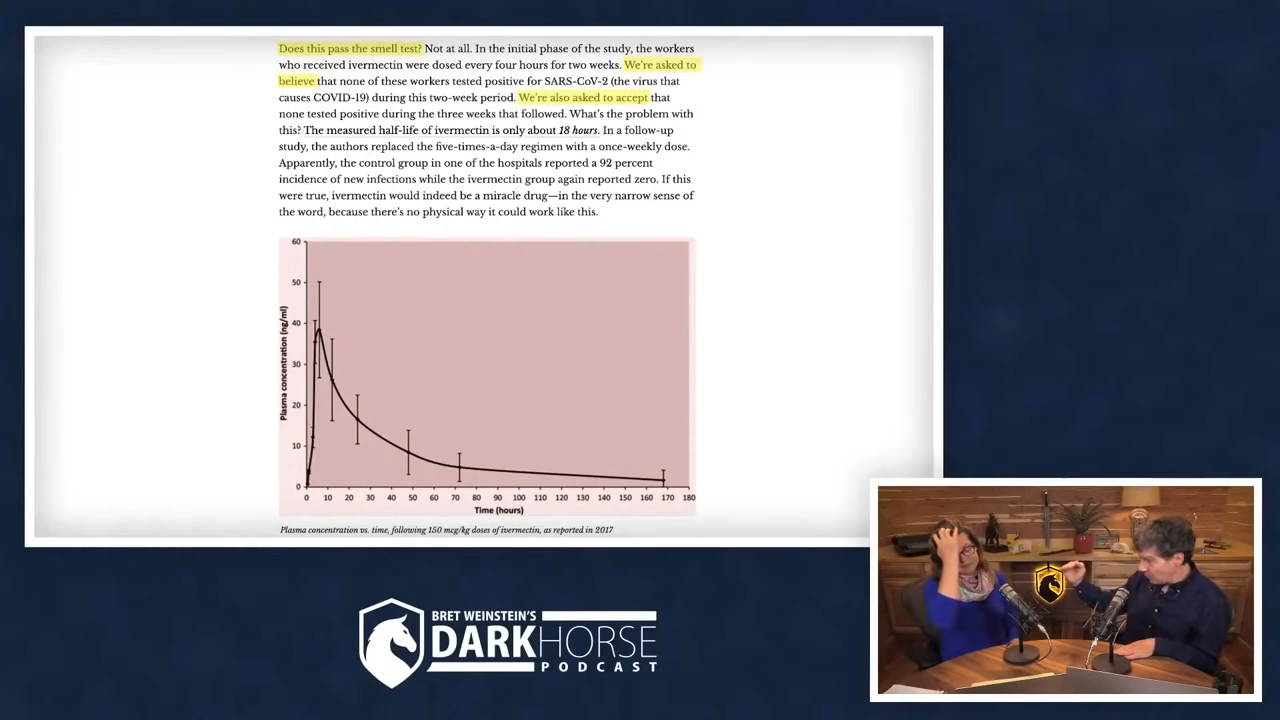 Does this pass the smell test? Not at all. In the initial phase of the study, the workers
who received ivermectin were dosed every four hours for two weeks. We're asked to
believe that none of these workers tested positive for SARS-CoV-2 (the virus that
causes COVID-19) during this two-week period. We're also asked to accept that
none tested positive during the three weeks that followed. What's the problem with
this? The measured half-life of ivermectin is only about 18 hours. In a follow-up
study, the authors replaced the five-times-a-day regimen with a once-weekly dose.
Apparently, the control group in one of the hospitals reported a 92 percent
incidence of new infections while the ivermectin group again reported zero. If this
were true, ivermectin would indeed be a miracle drug—in the very narrow sense of
the word, because there's no physical way it could work like this.
60
50
40
30
20
10
0
Plasma concentration (ng/ml)
0 10 20 30 40 50 60 70 80 90 100 110 120 130 140 150 160 170 180
Time (hours)
Plasma concentration vs. time, following 150 mcg/kg doses of ivermectin, as reported in 2017
BRET WEINSTEIN'S
DARKHORSE
PODCAST